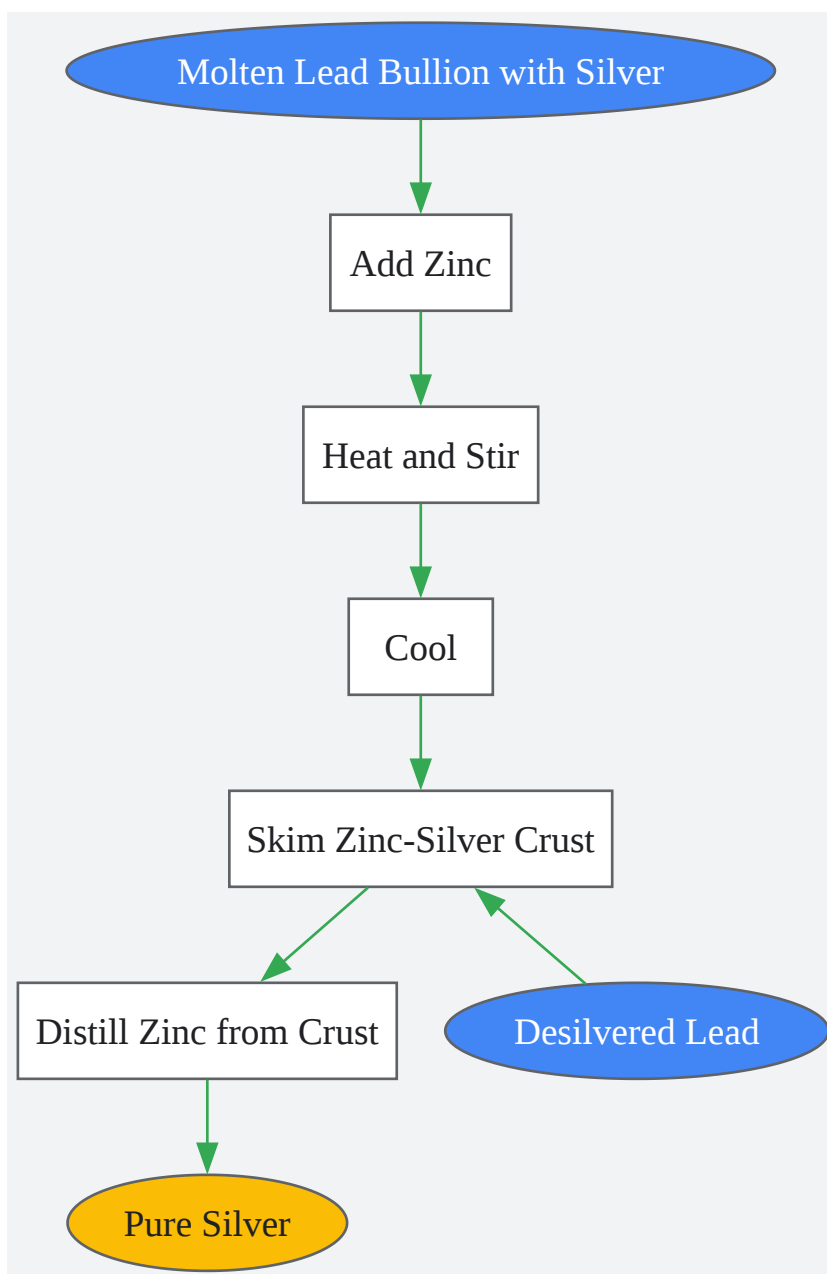 Molten Lead Bullion with Silver
Add Zinc
Heat and Stir
Cool
Skim Zinc-Silver Crust
Distill Zinc from Crust
Desilvered Lead
Pure Silver